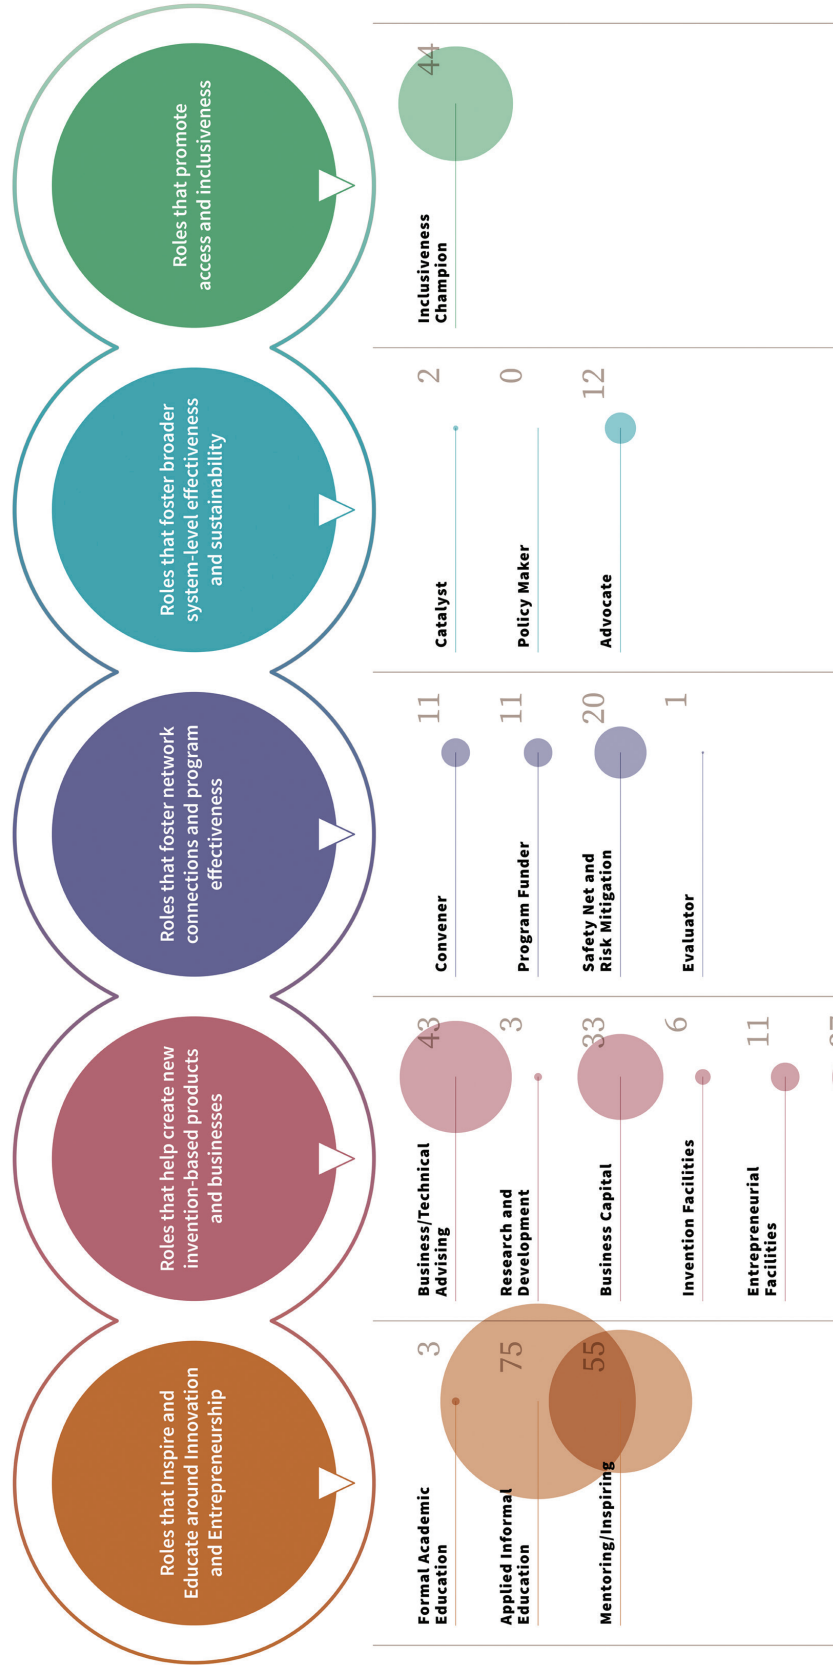 Roles that Inspire and
Educate around Innovation
and Entrepreneurship
Formal Academic
Education
3
Applied Informal
Education
75
Mentoring/Inspiring
55
Roles that help create new
invention-based products
and businesses
Business/Technical
Advising
43
Research and
Development
3
Business Capital
33
Invention Facilities
6
Entrepreneurial
Facilities
11
Roles that foster network
connections and program
effectiveness
Convener
11
Program Funder
11
Safety Net and
Risk Mitigation
20
Evaluator
1
Roles that foster broader
system-level effectiveness
and sustainability
Catalyst
2
Policy Maker
0
Advocate
12
Roles that promote
access and inclusiveness
Inclusiveness
Champion
44